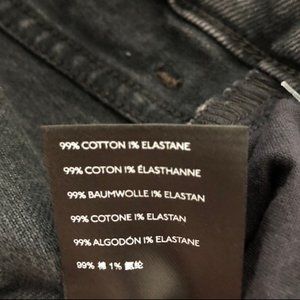 99% COTTON 1% ELASTANE
99% COTON 1% ÉLASTHANNE
99% BAUMWOLLE 1% ELASTAN
99% COTONE 1% ELASTAN
99% ALGODÓN 1% ELASTANE
99% 棉 1% 氨纶